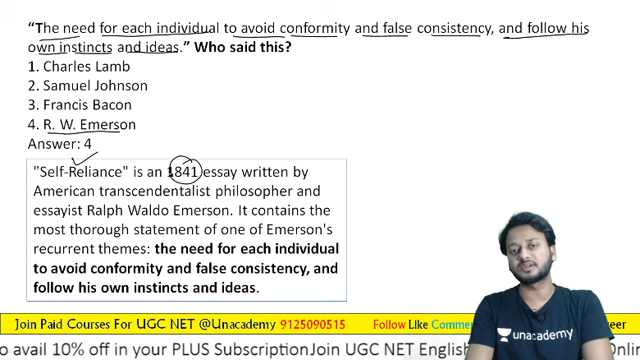 “The need for each individual to avoid conformity and false consistency, and follow his
own instincts and ideas.” Who said this?
1. Charles Lamb
2. Samuel Johnson
3. Francis Bacon
4. R. W. Emerson
Answer: 4
"Self-Reliance" is an 1841 essay written by
American transcendentalist philosopher and
essayist Ralph Waldo Emerson. It contains the
most thorough statement of one of Emerson's
recurrent themes: the need for each individual
to avoid conformity and false consistency, and
follow his own instincts and ideas.
unacademy
Join Paid Courses For UGC NET @Unacademy 9125090515 Follow Like Comme reer
o avail 10% off in your PLUS SubscriptionJoin UGC NET English Onlin